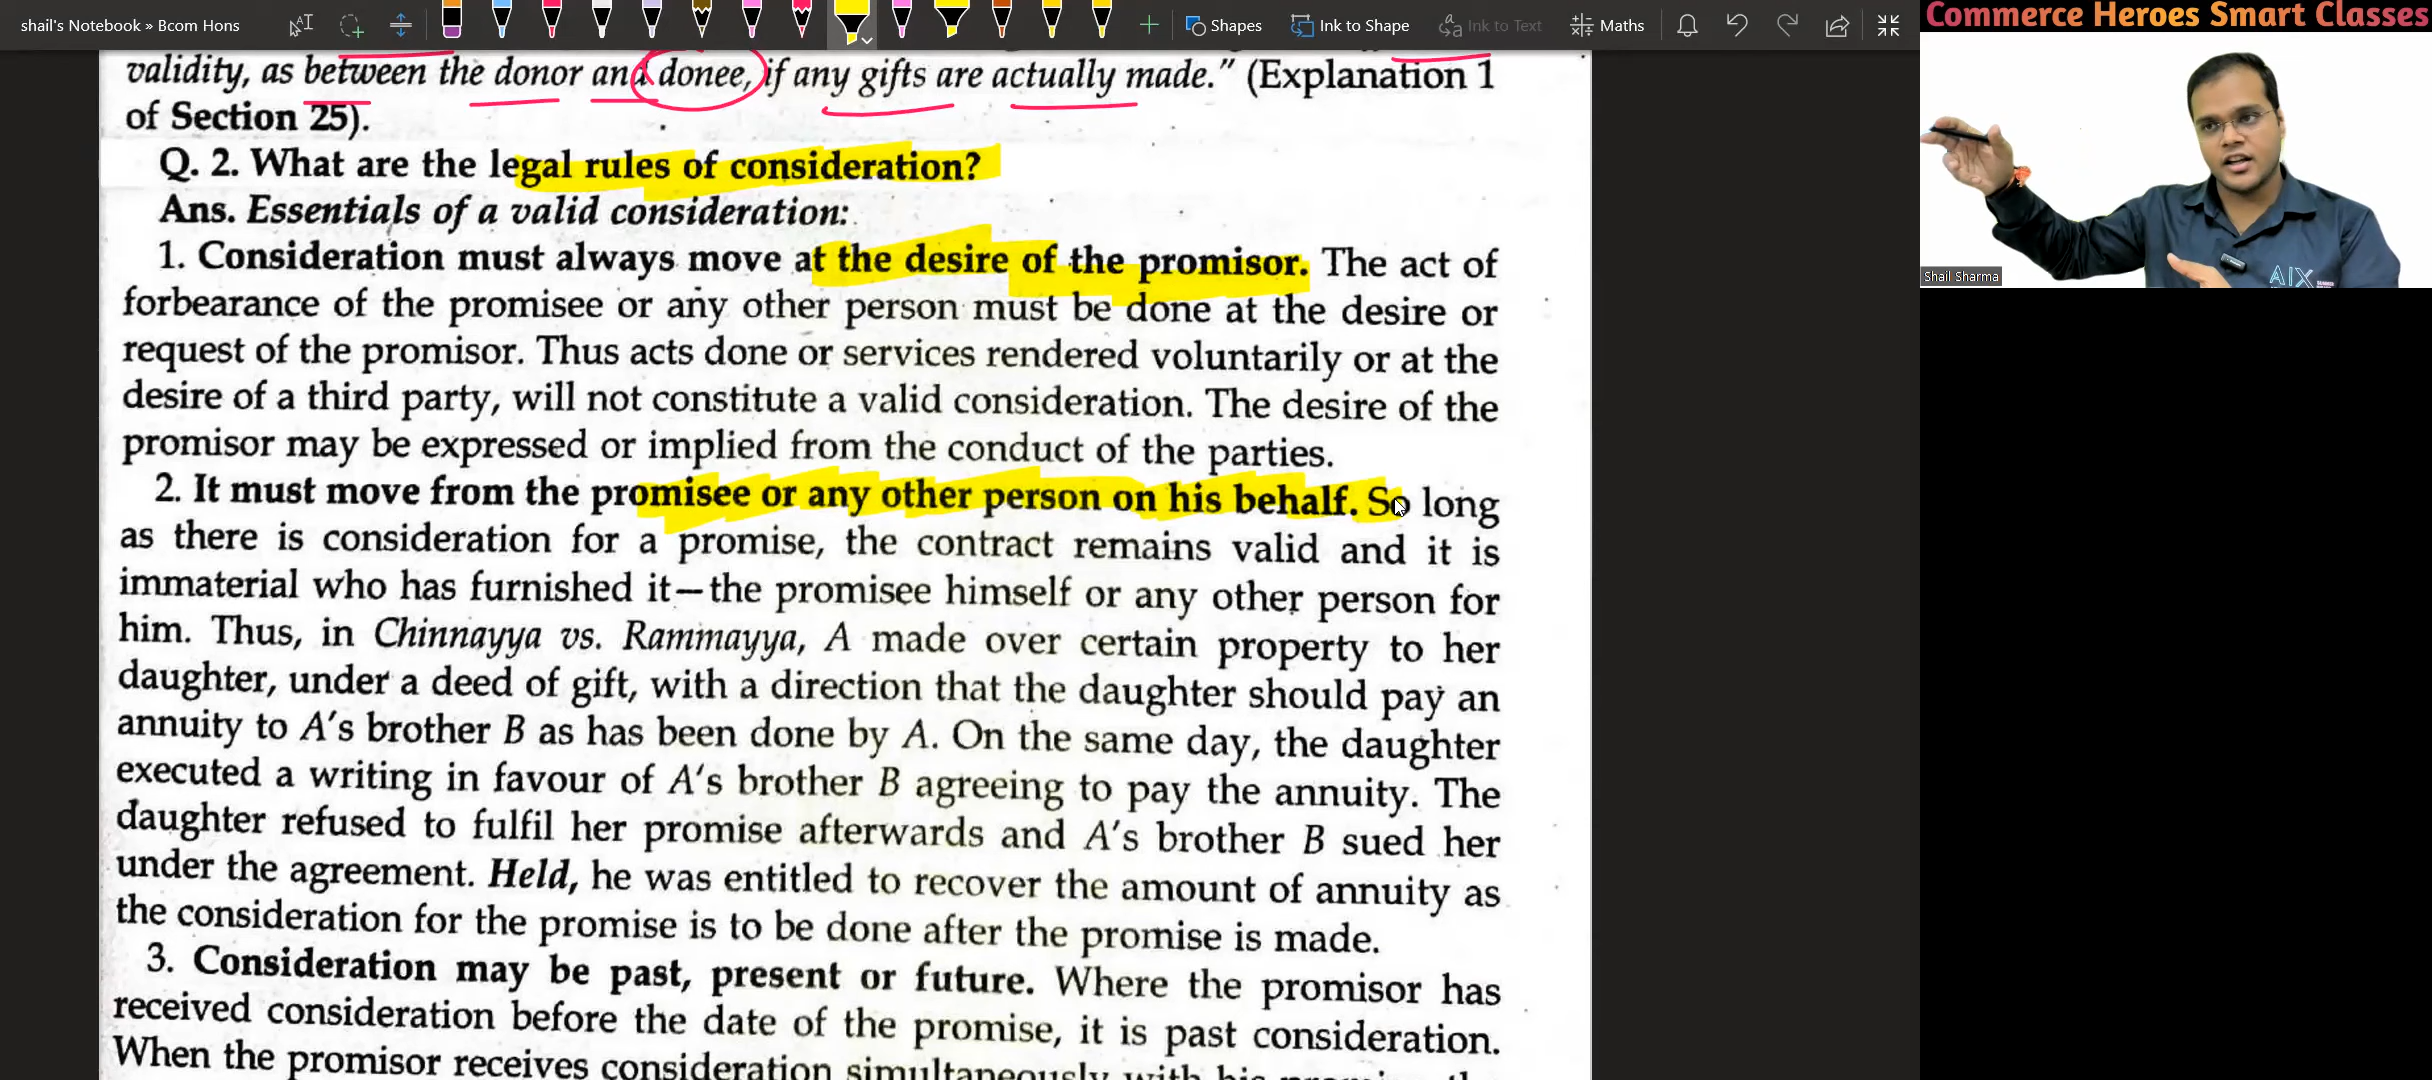 shail's Notebook » Bcom Hons
Shapes
Ink to Shape
Ink to Text
Maths
Commerce Heroes Smart Classes
validity, as between the donor and donee, if any gifts are actually made." (Explanation 1
of Section 25).
Q. 2. What are the legal rules of consideration?
Ans. Essentials of a valid consideration:
1. Consideration must always move at the desire of the promisor. The act of
forbearance of the promisee or any other person must be done at the desire or
request of the promisor. Thus acts done or services rendered voluntarily or at the
desire of a third party, will not constitute a valid consideration. The desire of the
promisor may be expressed or implied from the conduct of the parties.
2. It must move from the promisee or any other person on his behalf. So long
as there is consideration for a promise, the contract remains valid and it is
immaterial who has furnished it—the promisee himself or any other person for
him. Thus, in Chinnayya vs. Rammayya, A made over certain property to her
daughter, under a deed of gift, with a direction that the daughter should pay an
annuity to A's brother B as has been done by A. On the same day, the daughter
executed a writing in favour of A's brother B agreeing to pay the annuity. The
daughter refused to fulfil her promise afterwards and A's brother B sued her
under the agreement. Held, he was entitled to recover the amount of annuity as
the consideration for the promise is to be done after the promise is made.
3. Consideration may be past, present or future. Where the promisor has
received consideration before the date of the promise, it is past consideration.
When the promisor receives consideration simultaneously with his
Shail Sharma
AIX